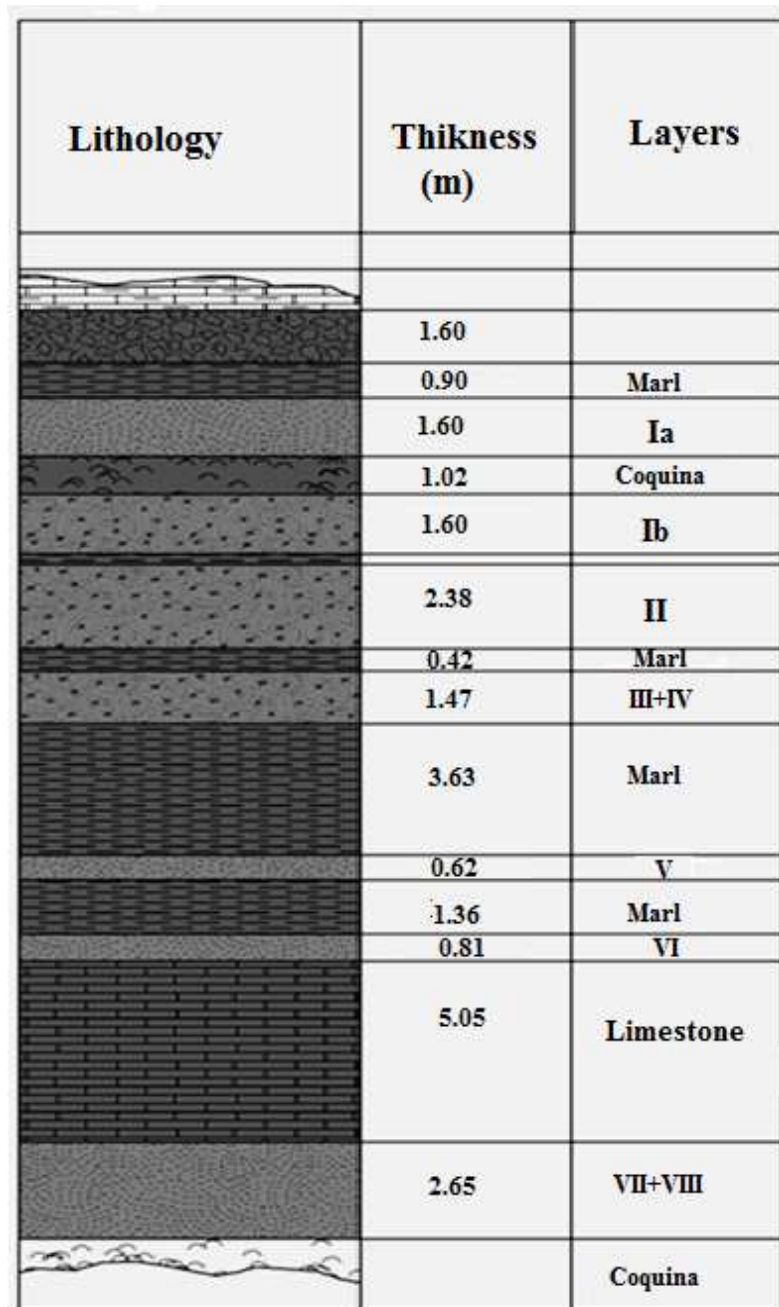 Lithology Thikness (m) Layers
1.60
0.90 Marl
1.60 Ia
1.02 Coquina
1.60 Ib
2.38 II
0.42 Marl
1.47 III+IV
3.63 Marl
0.62 V
1.36 Marl
0.81 VI
5.05 Limestone
2.65 VII+VIII
Coquina